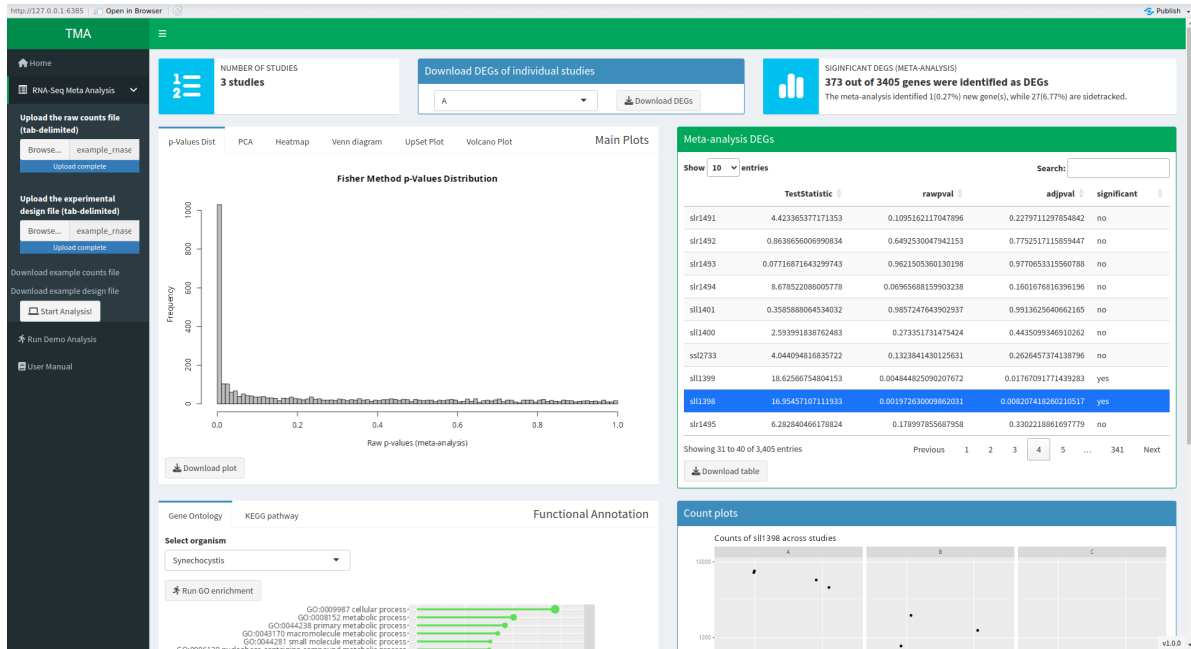 http://127.0.0.1:6385
Open in Browser
Publish
TMA
Home
RNA-Seq Meta Analysis
Upload the raw counts file
(tab-delimited)
Browse... example_rnase
Upload complete
Upload the experimental
design file (tab-delimited)
Browse... example_rnase
Upload complete
Download example counts file
Download example design file
Start Analysis!
Run Demo Analysis
User Manual
NUMBER OF STUDIES
3 studies
Download DEGs of individual studies
A
Download DEGs
SIGINFICANT DEGS (META-ANALYSIS)
373 out of 3405 genes were identified as DEGs
The meta-analysis identified 1(0.27%) new gene(s), while 27(6.77%) are sidetracked.
p-Values Dist PCA Heatmap Venn diagram UpSet Plot Volcano Plot Main Plots
Fisher Method p-Values Distribution
Frequency
1000
800
600
400
200
0
0.0 0.2 0.4 0.6 0.8 1.0
Raw p-values (meta-analysis)
Download plot
Meta-analysis DEGs
Show 10 entries Search:
TestStatistic rawpval adjpval significant
slr1491 4.423365377171353 0.1095162117047896 0.2279711297854842 no
slr1492 0.8638656006990834 0.6492530047942153 0.7752517115859447 no
slr1493 0.07716871643299743 0.9621505360130198 0.9770653315560788 no
slr1494 8.678522086005778 0.06965688159903238 0.1601676816396196 no
sll1401 0.3585888064534032 0.9857247643902937 0.9913625640662165 no
sll1400 2.593991838762483 0.273351731475424 0.4435099346910262 no
ssl2733 4.044094816835722 0.1323841430125631 0.2626457374138796 no
sll1399 18.62566754804153 0.004844825090207672 0.01767091771439283 yes
sll1398 16.95457107111933 0.001972630009862031 0.008207418260210517 yes
slr1495 6.282840466178824 0.178997855687958 0.3302218861697779 no
Showing 31 to 40 of 3,405 entries Previous 1 2 3 4 5 ... 341 Next
Download table
Gene Ontology KEGG pathway Functional Annotation
Select organism
Synechocystis
Run GO enrichment
GO:0009987 cellular process
GO:0008152 metabolic process
GO:0044238 primary metabolic process
GO:0043170 macromolecule metabolic process
GO:0044281 small molecule metabolic process
Count plots
Counts of sll1398 across studies
A B C
10000
1000
v1.0.0